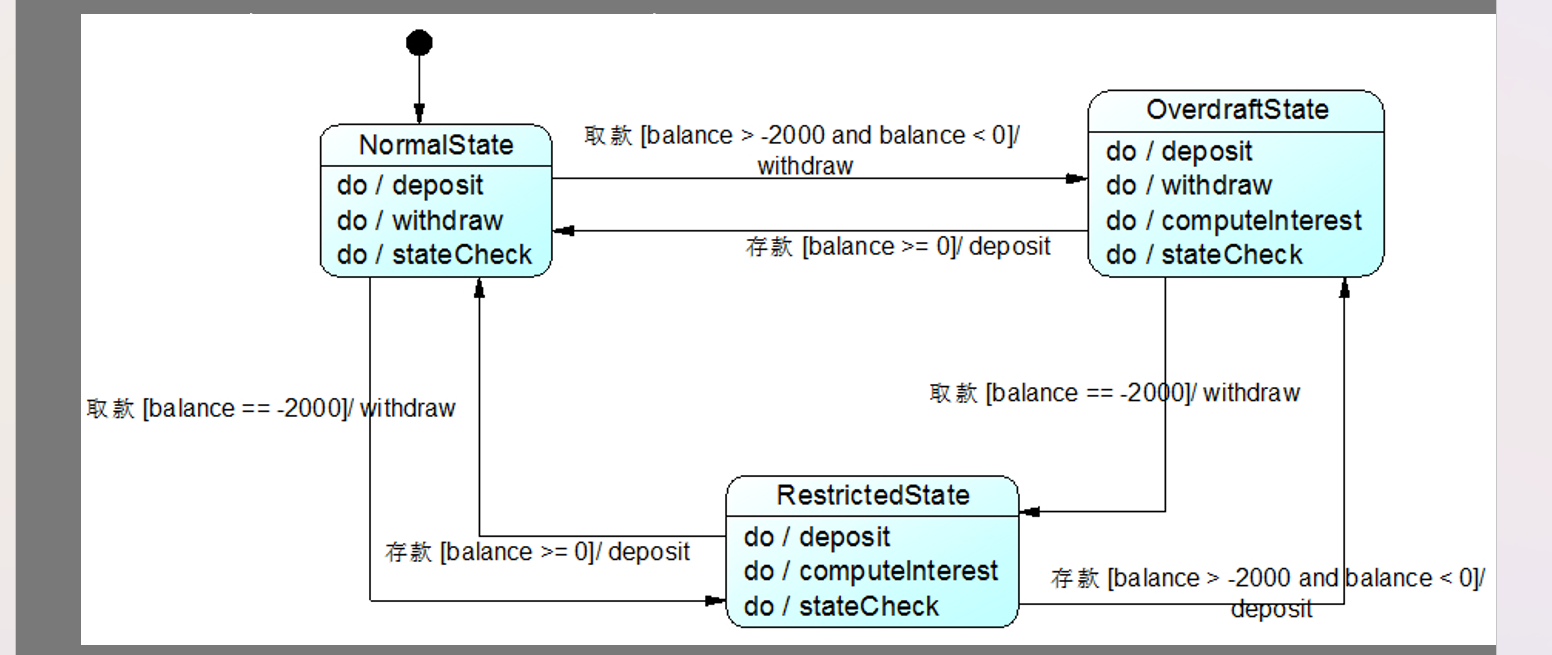 NormalState
do / deposit
do / withdraw
do / stateCheck
取款 [balance > -2000 and balance < 0]/
withdraw
存款 [balance >= 0]/ deposit
OverdraftState
do / deposit
do / withdraw
do / computeInterest
do / stateCheck
取款 [balance == -2000]/ withdraw
取款 [balance == -2000]/ withdraw
存款 [balance >= 0]/ deposit
RestrictedState
do / deposit
do / computeInterest
do / stateCheck
存款 [balance > -2000 and balance < 0]/
deposit